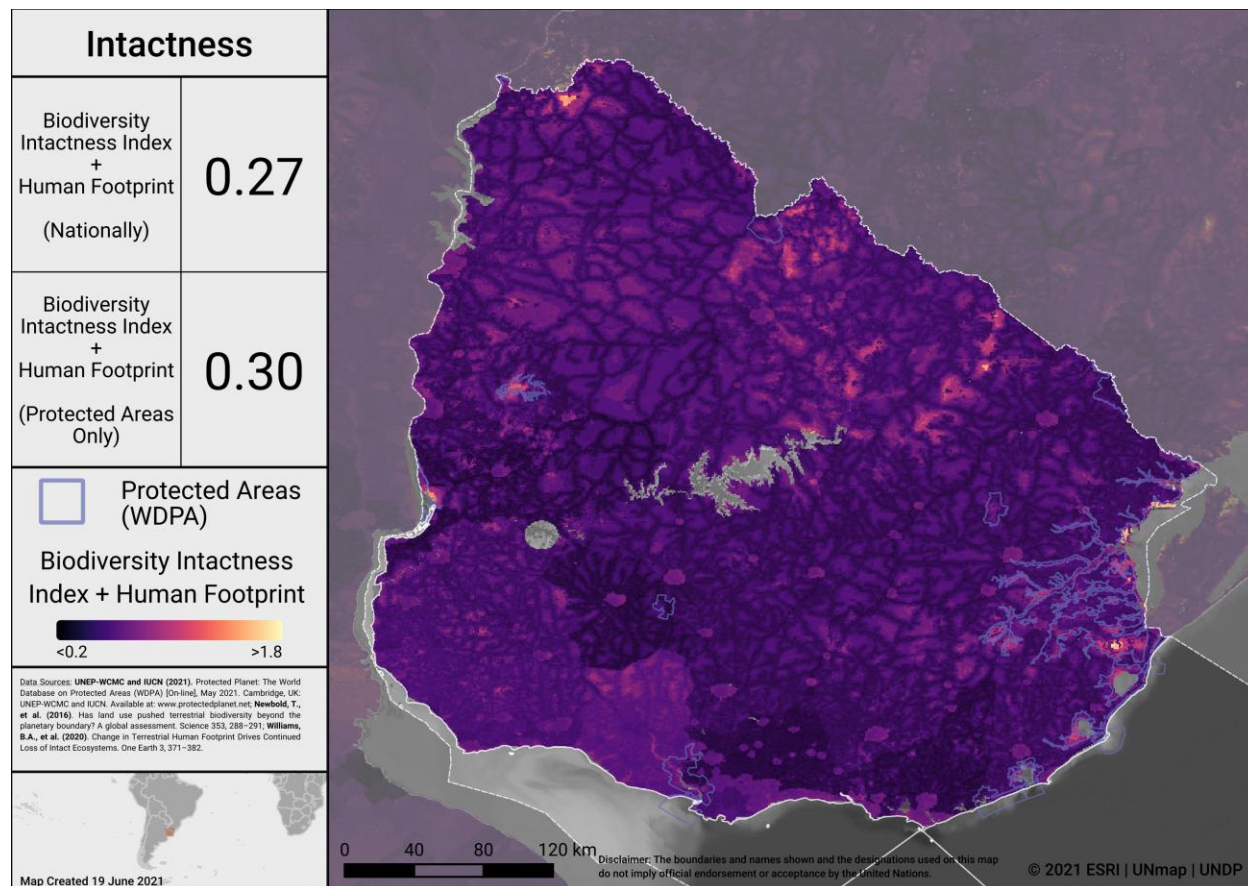 Intactness
Biodiversity
Intactness Index
+
Human Footprint
(Nationally)
0.27
Biodiversity
Intactness Index
+
Human Footprint
(Protected Areas
Only)
0.30
Protected Areas
(WDPA)
Biodiversity Intactness
Index + Human Footprint
<0.2
>1.8
Data Sources: UNEP-WCMC and IUCN (2021). Protected Planet: The World
Database on Protected Areas (WDPA) [On-line], May 2021. Cambridge, UK:
UNEP-WCMC and IUCN. Available at: www.protectedplanet.net; Newbold, T.,
et al. (2016). Has land use pushed terrestrial biodiversity beyond the
planetary boundary? A global assessment. Science 353, 288–291; Williams,
B.A., et al. (2020). Change in Terrestrial Human Footprint Drives Continued
Loss of Intact Ecosystems. One Earth 3, 371–382.
Map Created 19 June 2021
0 40 80 120 km
Disclaimer: The boundaries and names shown and the designations used on this map
do not imply official endorsement or acceptance by the United Nations.
© 2021 ESRI | UNmap | UNDP